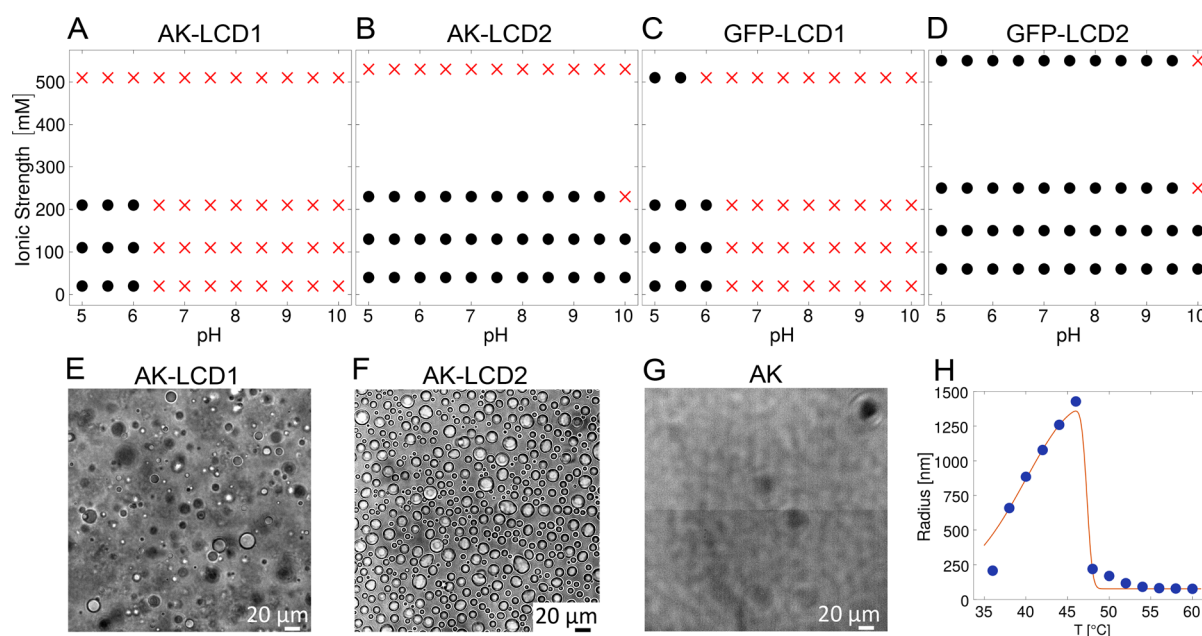 A AK-LCD1
B AK-LCD2
C GFP-LCD1
D GFP-LCD2
Ionic Strength [mM]
500
400
300
200
100
0
5 6 7 8 9 10
5 6 7 8 9 10
5 6 7 8 9 10
5 6 7 8 9 10
pH
pH
pH
pH
E AK-LCD1
F AK-LCD2
G AK
H
20 µm
20 µm
20 µm
Radius [nm]
1500
1250
1000
750
500
250
0
35 40 45 50 55 60
T [°C]